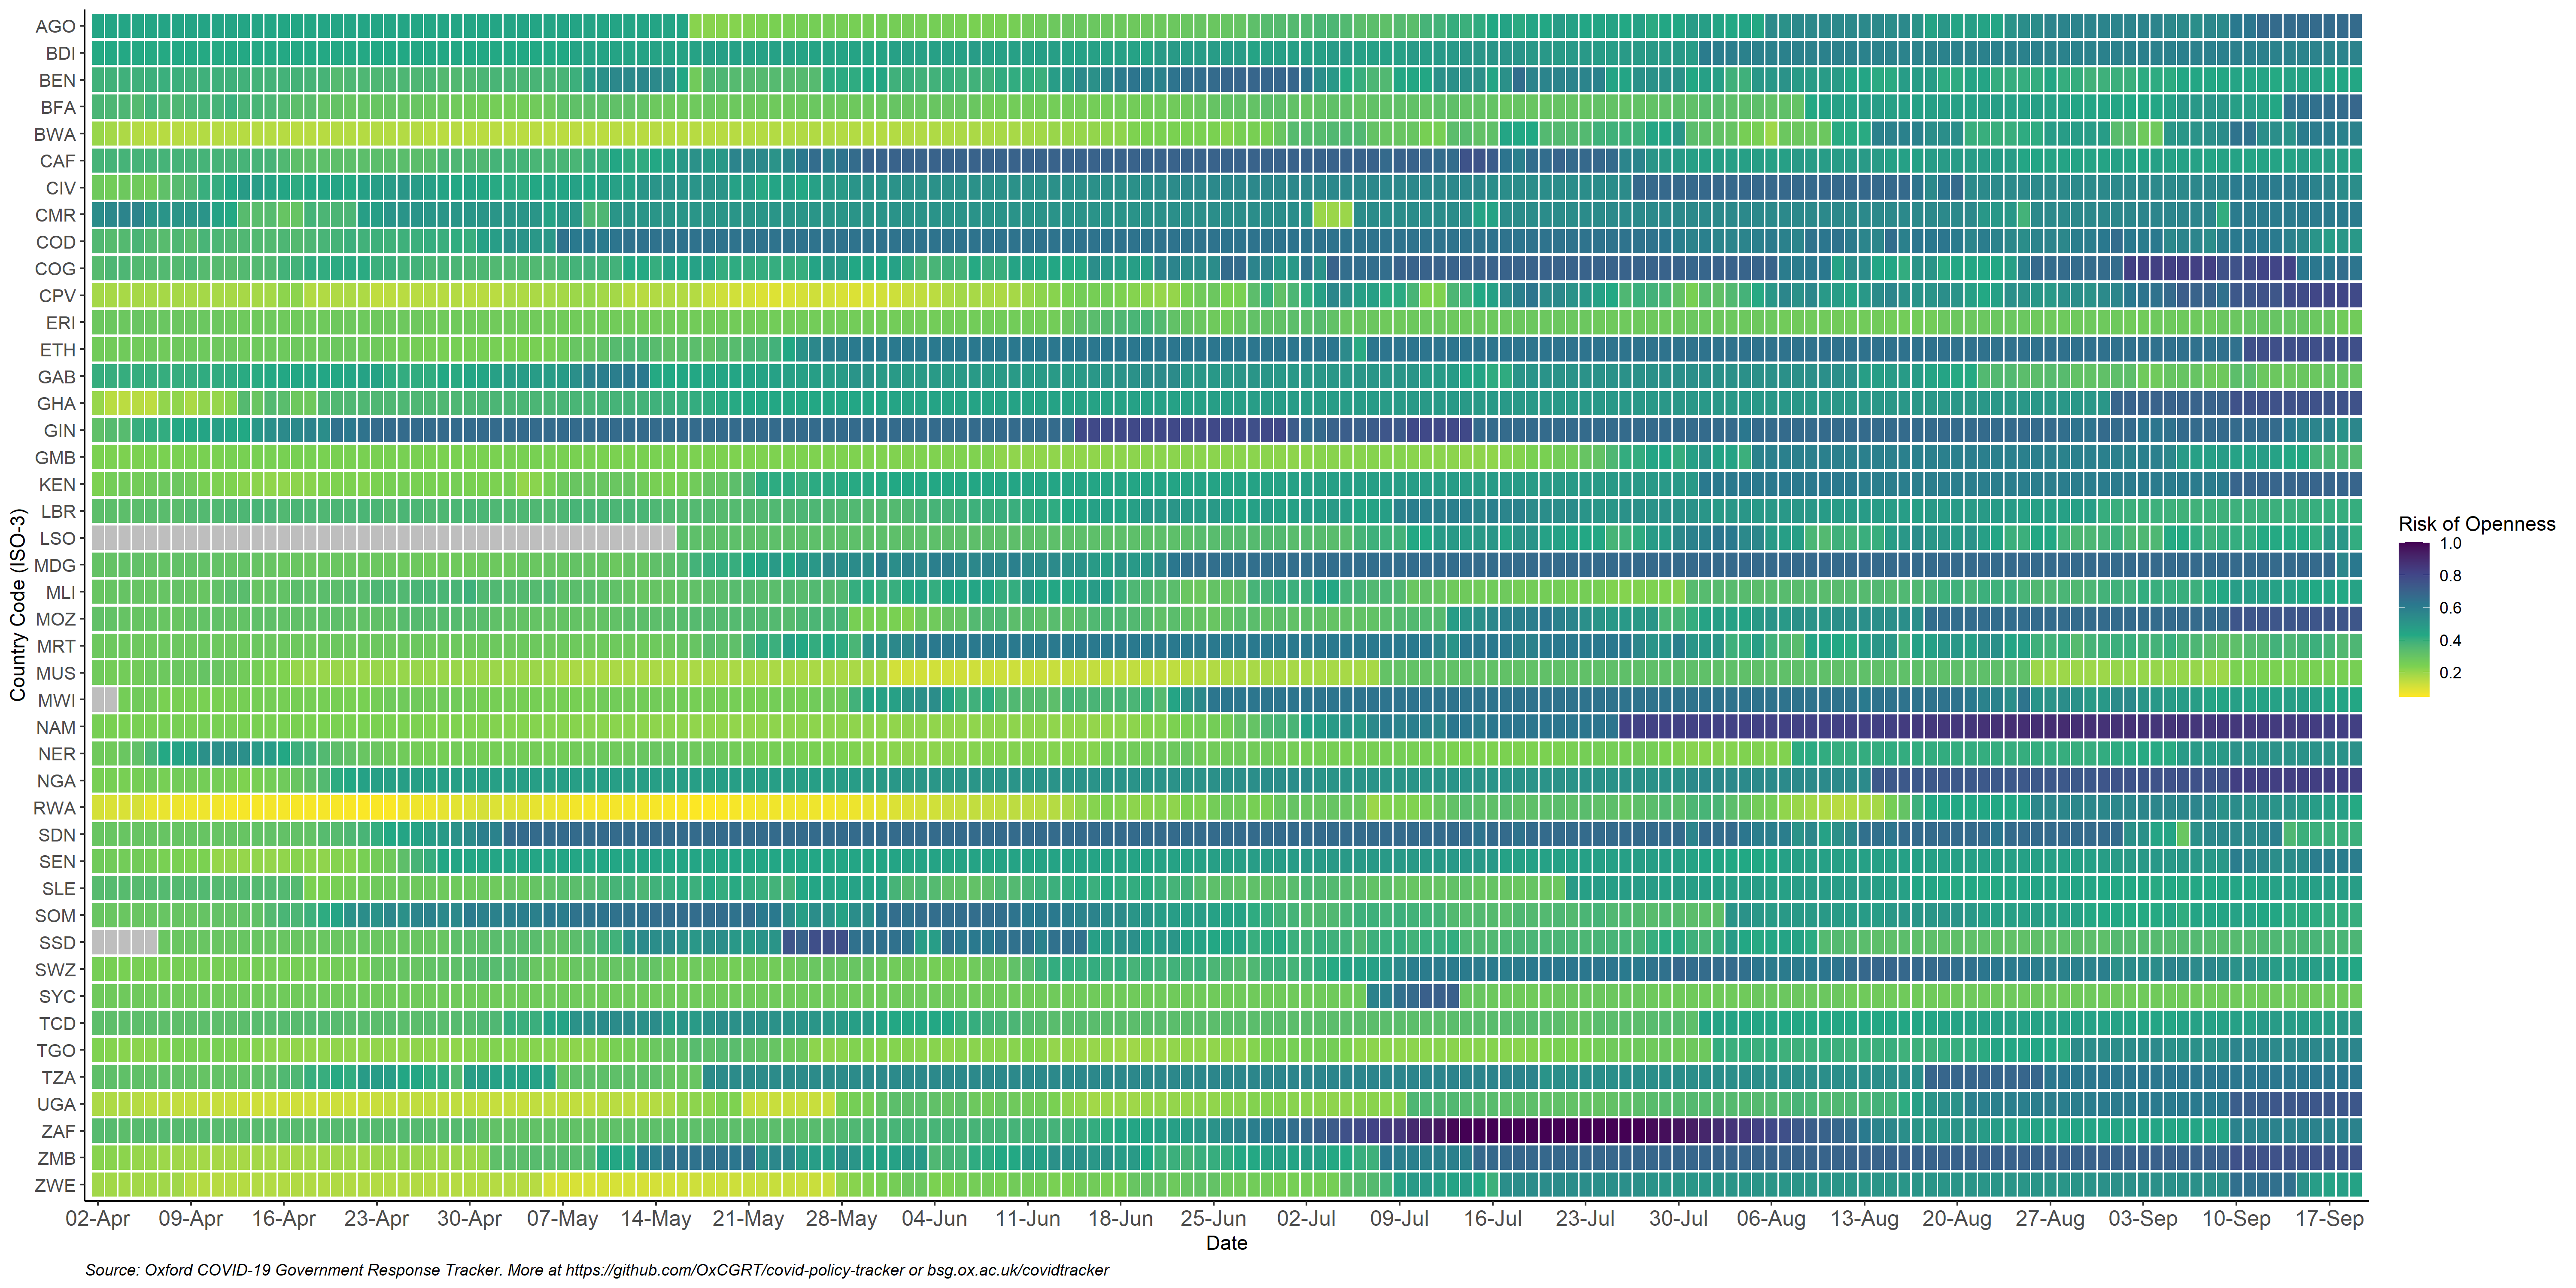 AGO
BDI
BEN
BFA
BWA
CAF
CIV
CMR
COD
COG
CPV
ERI
ETH
GAB
GHA
GIN
GMB
KEN
LBR
LSO
MDG
MLI
MOZ
MRT
MUS
MWI
NAM
NER
NGA
RWA
SDN
SEN
SLE
SOM
SSD
SWZ
SYC
TCD
TGO
TZA
UGA
ZAF
ZMB
ZWE
Country Code (ISO-3)
02-Apr 09-Apr 16-Apr 23-Apr 30-Apr 07-May 14-May 21-May 28-May 04-Jun 11-Jun 18-Jun 25-Jun 02-Jul 09-Jul 16-Jul 23-Jul 30-Jul 06-Aug 13-Aug 20-Aug 27-Aug 03-Sep 10-Sep 17-Sep
Date
Risk of Openness
1.0
0.8
0.6
0.4
0.2
Source: Oxford COVID-19 Government Response Tracker. More at https://github.com/OxCGRT/covid-policy-tracker or bsg.ox.ac.uk/covidtracker